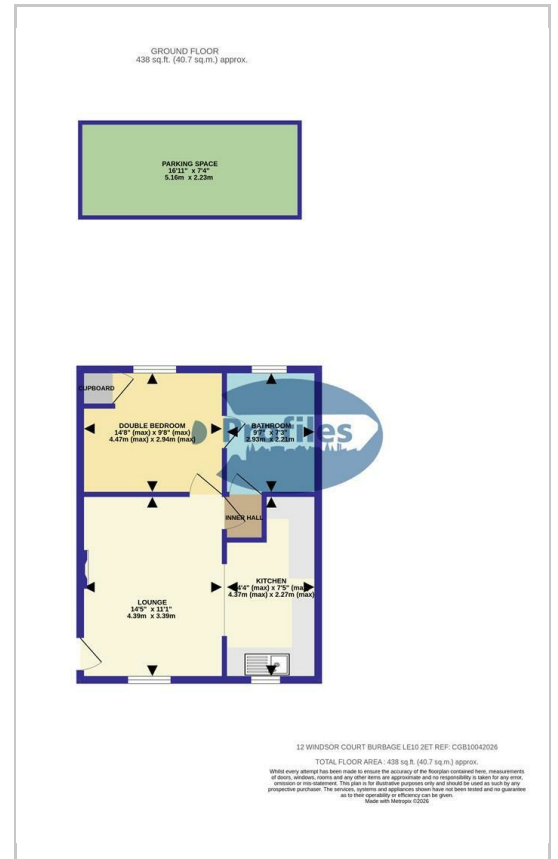 GROUND FLOOR
438 sq.ft. (40.7 sq.m.) approx.
PARKING SPACE
16'11" x 7'4"
5.16m x 2.23m
CUPBOARD
DOUBLE BEDROOM
14'8" (max) x 9'8" (max)
4.47m (max) x 2.94m (max)
BATHROOM
9'7" x 7'3"
2.93m x 2.21m
Profiles
INNER HALL
KITCHEN
14'4" (max) x 7'5" (max)
4.37m (max) x 2.27m (max)
LOUNGE
14'5" x 11'1"
4.39m x 3.39m
12 WINDSOR COURT BURBAGE LE10 2ET REF: CGB10042026
TOTAL FLOOR AREA : 438 sq.ft. (40.7 sq.m.) approx.
Whilst every attempt has been made to ensure the accuracy of the floorplan contained here, measurements
of doors, windows, rooms and any other items are approximate and no responsibility is taken for any error,
omission or mis-statement. This plan is for illustrative purposes only and should be used as such by any
prospective purchaser. The services, systems and appliances shown have not been tested and no guarantee
as to their operability or efficiency can be given.
Made with Metropix ©2026